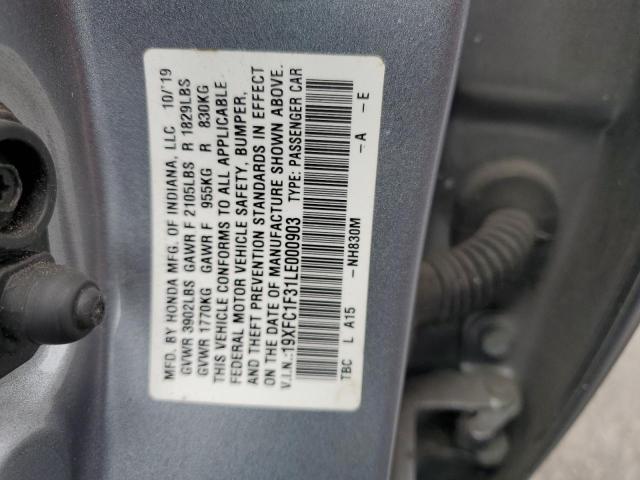 MFD. BY HONDA MFG. OF INDIANA, LLC 10/19
GVWR 3902LBS GAWR F 2105LBS R 1829LBS
GVWR 1770KG GAWR F 955KG R 830KG
THIS VEHICLE CONFORMS TO ALL APPLICABLE
FEDERAL MOTOR VEHICLE SAFETY, BUMPER,
AND THEFT PREVENTION STANDARDS IN EFFECT
ON THE DATE OF MANUFACTURE SHOWN ABOVE.
V.I.N.:19XFC1F31LE000903 TYPE: PASSENGER CAR
TBC L A15 -NH830M -A -E